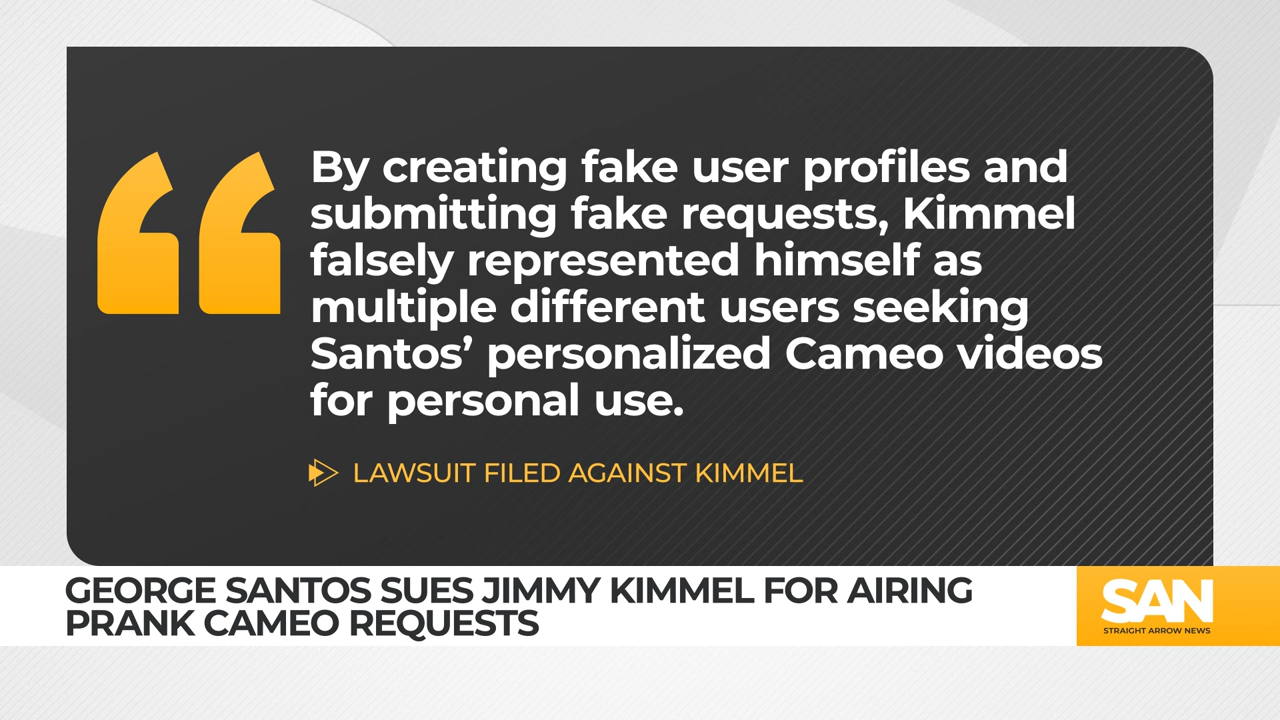 By creating fake user profiles and
submitting fake requests, Kimmel
falsely represented himself as
multiple different users seeking
Santos’ personalized Cameo videos
for personal use.
LAWSUIT FILED AGAINST KIMMEL
GEORGE SANTOS SUES JIMMY KIMMEL FOR AIRING
PRANK CAMEO REQUESTS
SAN
STRAIGHT ARROW NEWS